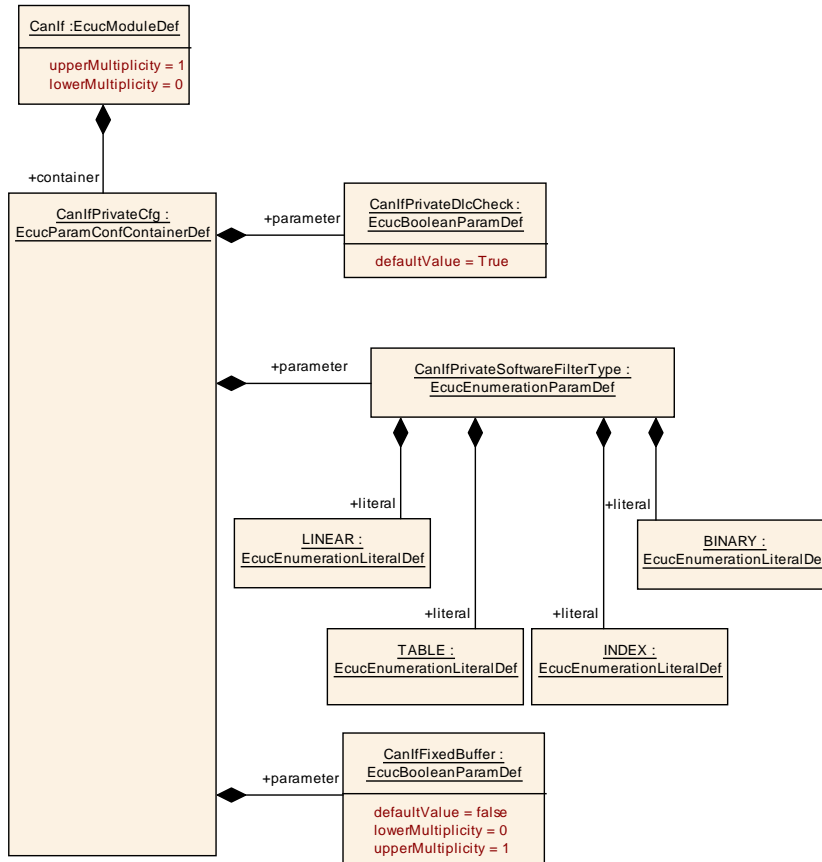 CanIf :EcucModuleDef
upperMultiplicity = 1
lowerMultiplicity = 0
+container
CanIfPrivateCfg :
EcucParamConfContainerDef
+parameter
CanIfPrivateDlcCheck :
EcucBooleanParamDef
defaultValue = True
+parameter
CanIfPrivateSoftwareFilterType :
EcucEnumerationParamDef
+literal
+literal
LINEAR :
EcucEnumerationLiteralDef
BINARY :
EcucEnumerationLiteralDef
+literal
+literal
TABLE :
EcucEnumerationLiteralDef
INDEX :
EcucEnumerationLiteralDef
+parameter
CanIfFixedBuffer :
EcucBooleanParamDef
defaultValue = false
lowerMultiplicity = 0
upperMultiplicity = 1